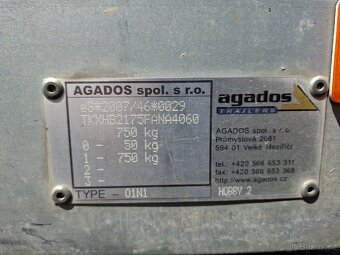 AGADOS spol. s r.o.
e8*2007/46*0029
TKXHB2175FANA4060
750 kg
0 - 50 kg
1 - 750 kg
2 -
3 -
TYPE - O1N1
agados
TRAILERS
AGADOS spol. s r.o.
Průmyslová 2081
594 01 Velké Meziříčí
tel.: +420 566 653 311
fax: +420 566 653 368
www.agados.cz
HOBBY 2